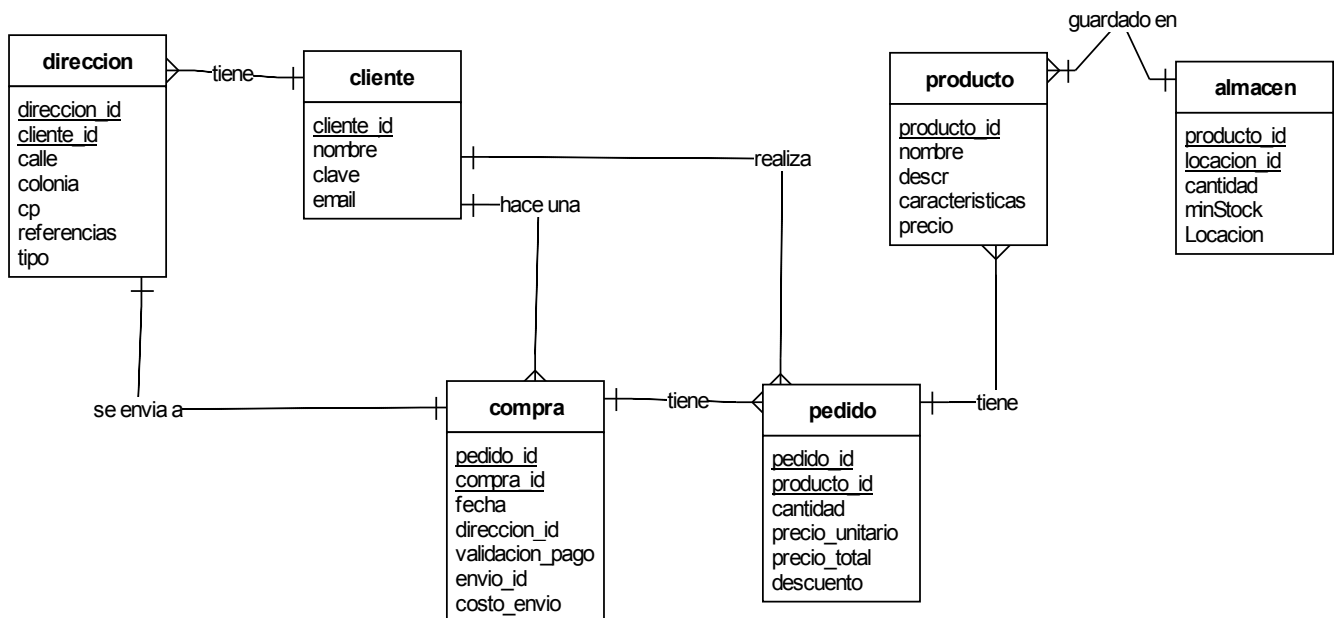 guardado en
direccion
direccion_id
cliente_id
calle
colonia
cp
referencias
tipo
tiene
cliente
cliente_id
nombre
clave
email
realiza
hace una
producto
producto_id
nombre
descr
caracteristicas
precio
almacen
producto_id
locacion_id
cantidad
minStock
Locacion
se envia a
compra
pedido_id
compra_id
fecha
direccion_id
validacion_pago
envio_id
costo_envio
tiene
pedido
pedido_id
producto_id
cantidad
precio_unitario
precio_total
descuento
tiene